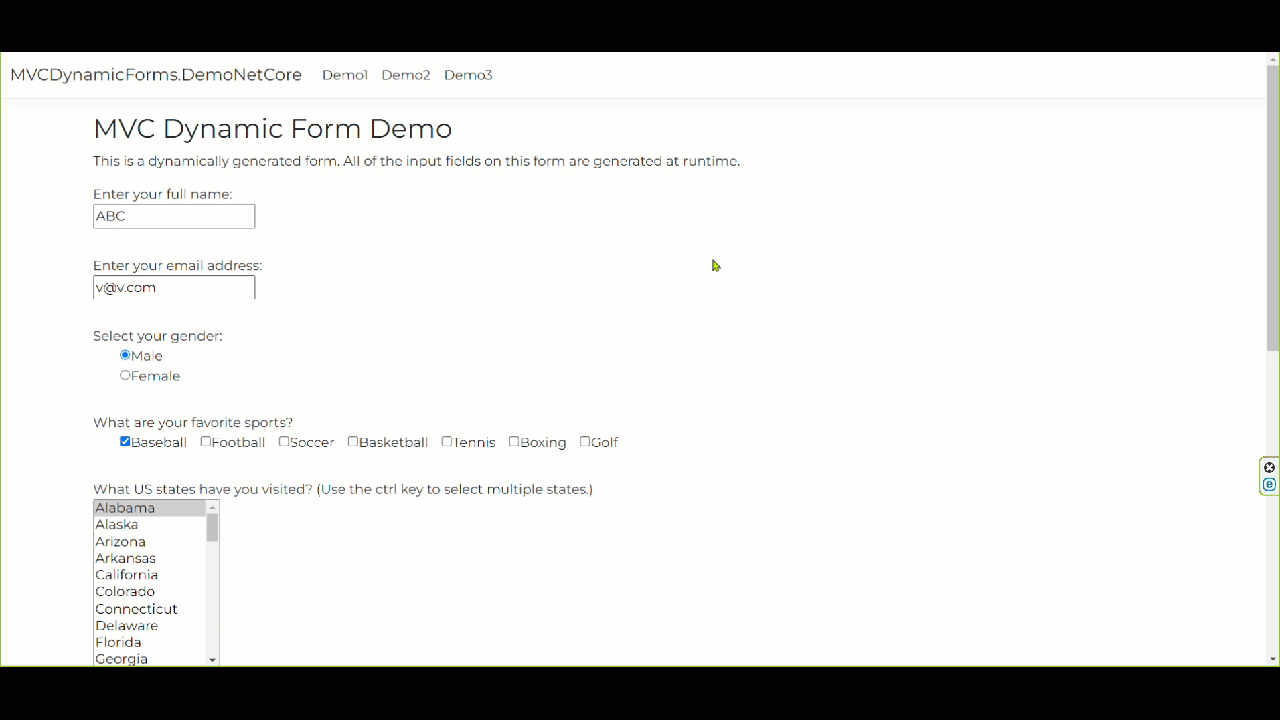 MVCDynamicForms.DemoNetCore Demo1 Demo2 Demo3
MVC Dynamic Form Demo
This is a dynamically generated form. All of the input fields on this form are generated at runtime.
Enter your full name:
ABC
Enter your email address:
v@v.com
Select your gender:
Male
Female
What are your favorite sports?
Baseball Football Soccer Basketball Tennis Boxing Golf
What US states have you visited? (Use the ctrl key to select multiple states.)
Alabama
Alaska
Arizona
Arkansas
California
Colorado
Connecticut
Delaware
Florida
Georgia